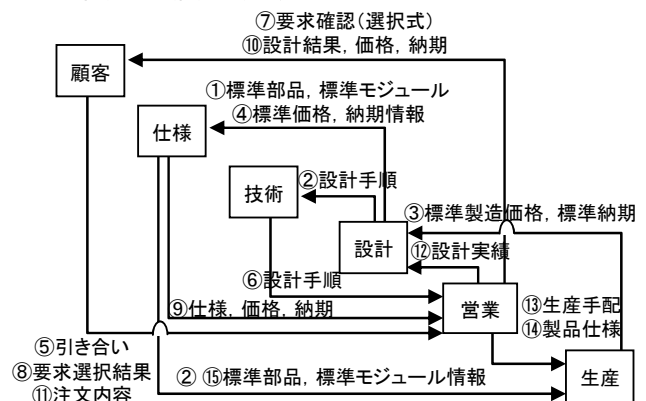 ⑦要求確認(選択式)
⑩設計結果, 価格, 納期
顧客
①標準部品, 標準モジュール
④標準価格, 納期情報
仕様
技術
②設計手順
③標準製造価格, 標準納期
設計
⑫設計実績
⑥設計手順
⑨仕様, 価格, 納期
営業
⑬生産手配
⑭製品仕様
⑤引き合い
⑧要求選択結果
⑪注文内容
② ⑮標準部品, 標準モジュール情報
生産